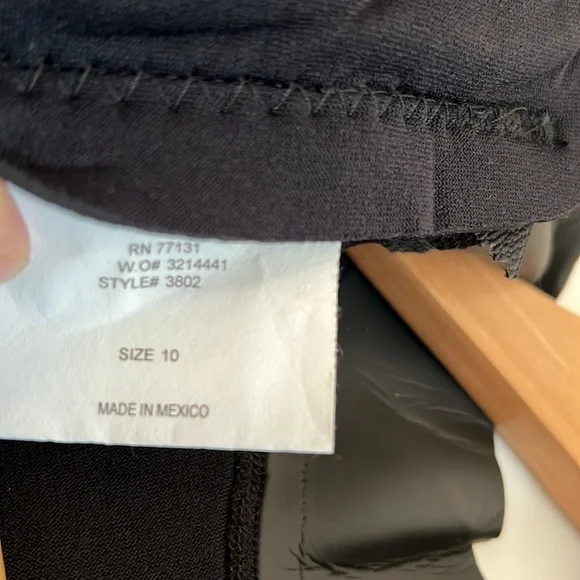 RN 77131
W.O# 3214441
STYLE# 3802
SIZE 10
MADE IN MEXICO